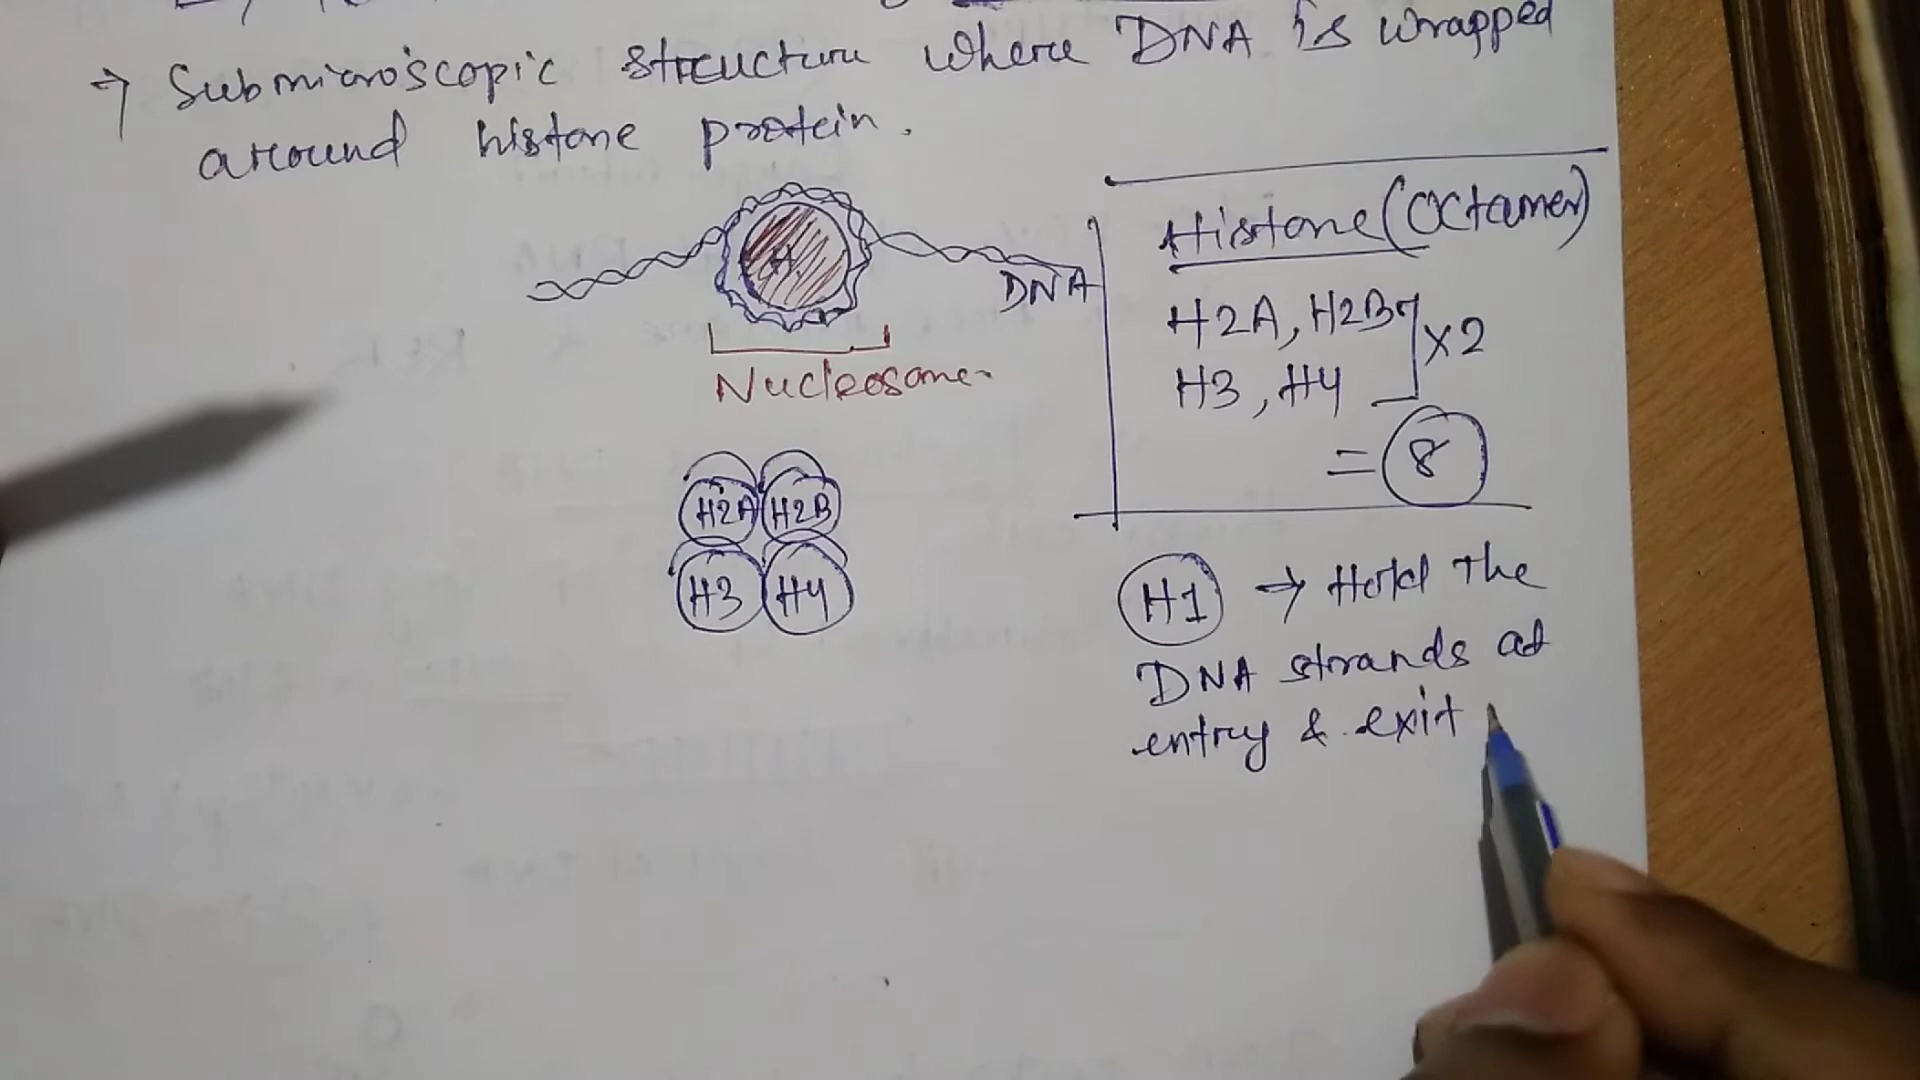 → Submicroscopic structure where DNA is wrapped
around histone protein.
H
DNA
Nucleosome
H2A H2B
H3 H4
Histone (Octamer)
H2A, H2B
H3, H4
×2
= 8
H1 → Hold the
DNA strands at
entry & exit